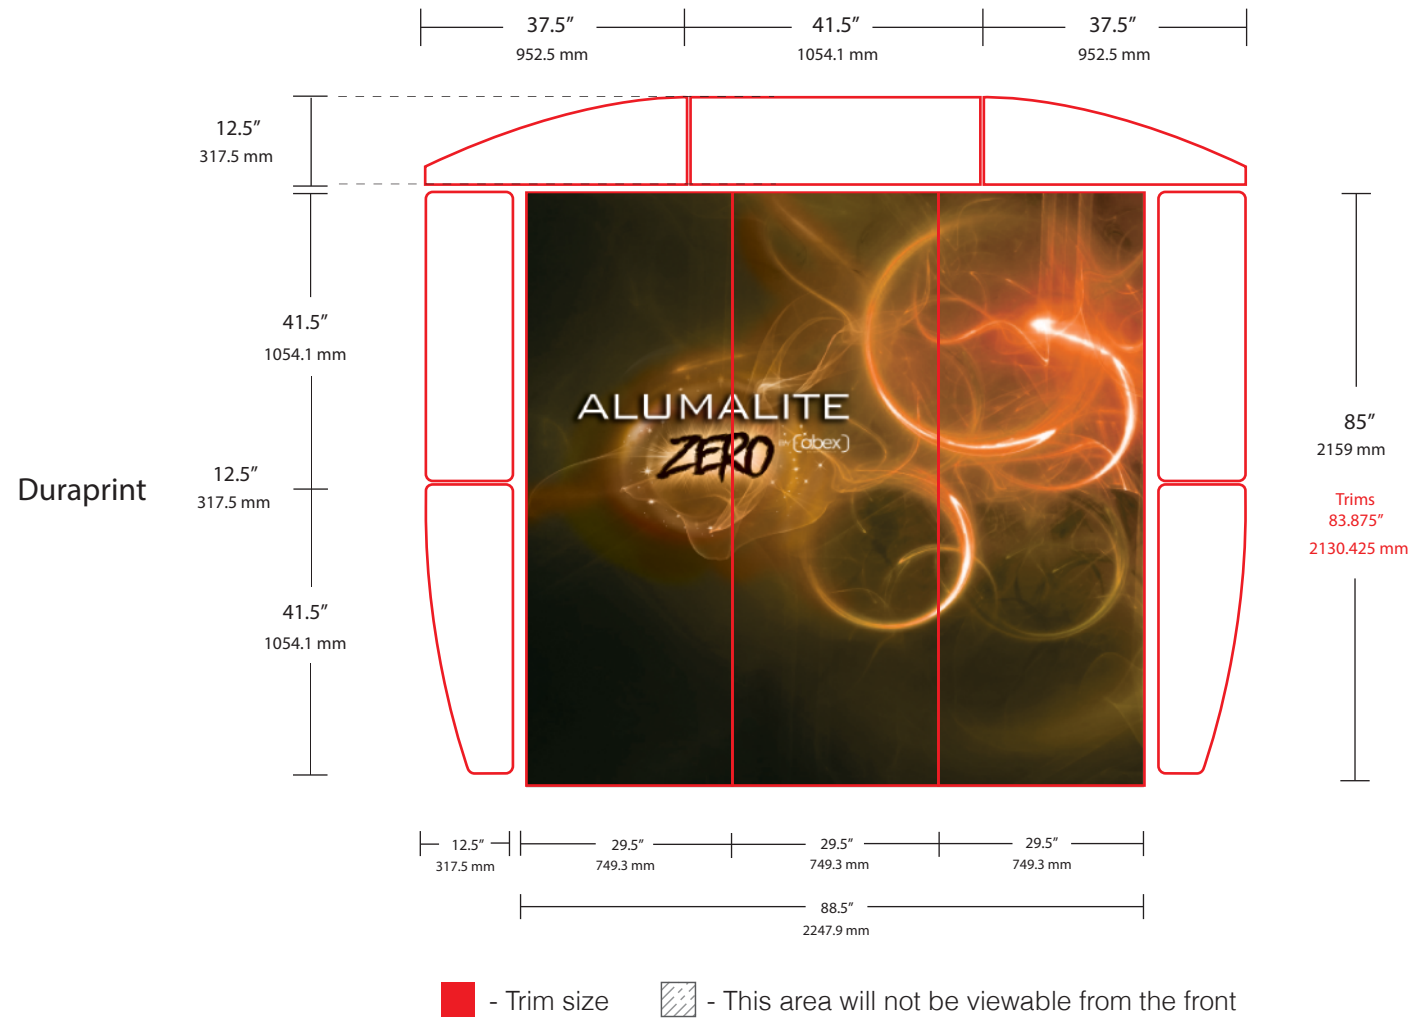 37.5”
41.5”
37.5”
952.5 mm
1054.1 mm
952.5 mm
12.5”
317.5 mm
41.5”
1054.1 mm
Duraprint
12.5”
317.5 mm
41.5”
1054.1 mm
ALUMALITE
ZERO
BY {abex}
85”
2159 mm
Trims
83.875”
2130.425 mm
12.5”
29.5”
29.5”
29.5”
317.5 mm
749.3 mm
749.3 mm
749.3 mm
88.5”
2247.9 mm
- Trim size
- This area will not be viewable from the front